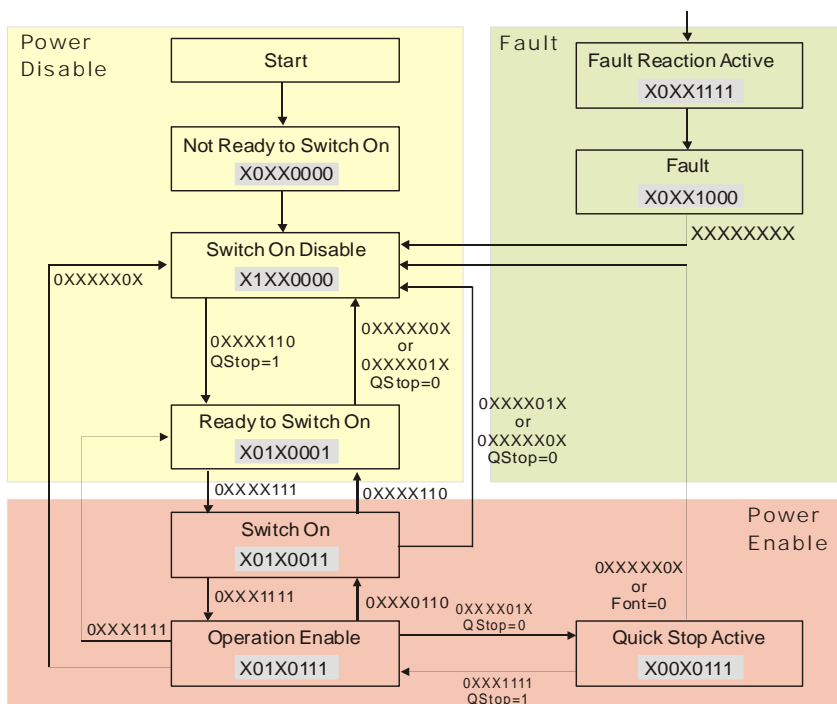 Power
Disable
Start
Not Ready to Switch On
X0XX0000
Switch On Disable
X1XX0000
0XXXXX0X
0XXXX110
QStop=1
0XXXXX0X
or
0XXXX01X
QStop=0
Ready to Switch On
X01X0001
0XXXX111
0XXXX110
Fault
Fault Reaction Active
X0XX1111
Fault
X0XX1000
XXXXXXXX
0XXXX01X
or
0XXXXX0X
QStop=0
Power
Enable
Switch On
X01X0011
0XXX1111
0XXX0110
0XXX1111
Operation Enable
X01X0111
0XXXX01X
QStop=0
0XXX1111
QStop=1
0XXXXX0X
or
Font=0
Quick Stop Active
X00X0111